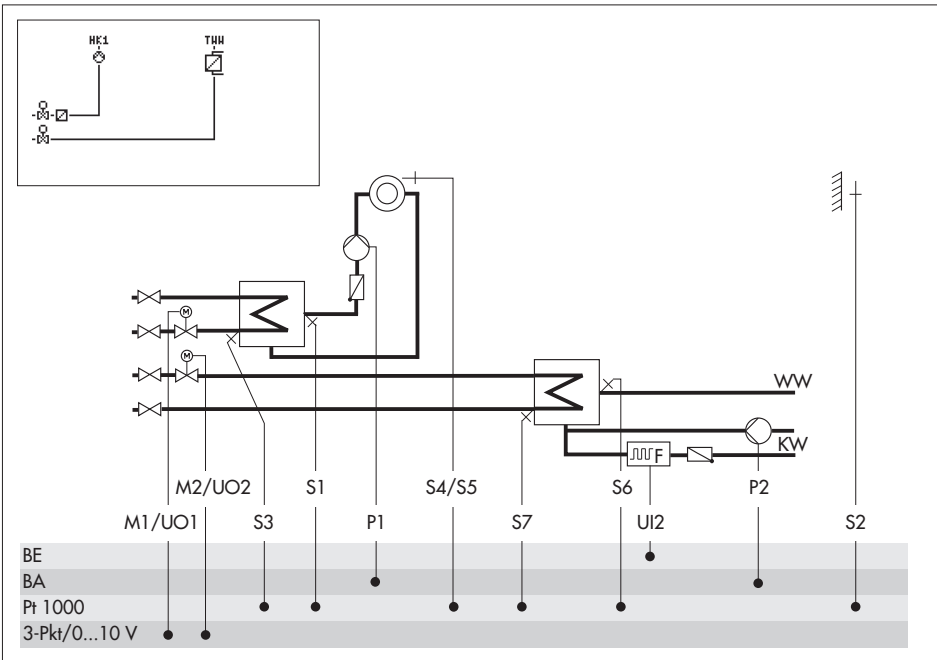 HK1 TWW
M M
WW
KW
F
M2/UO2 S1 S4/S5 S6 P2
M1/UO1 S3 P1 S7 UI2 S2
BE
BA
Pt 1000
3-Pkt/0...10 V